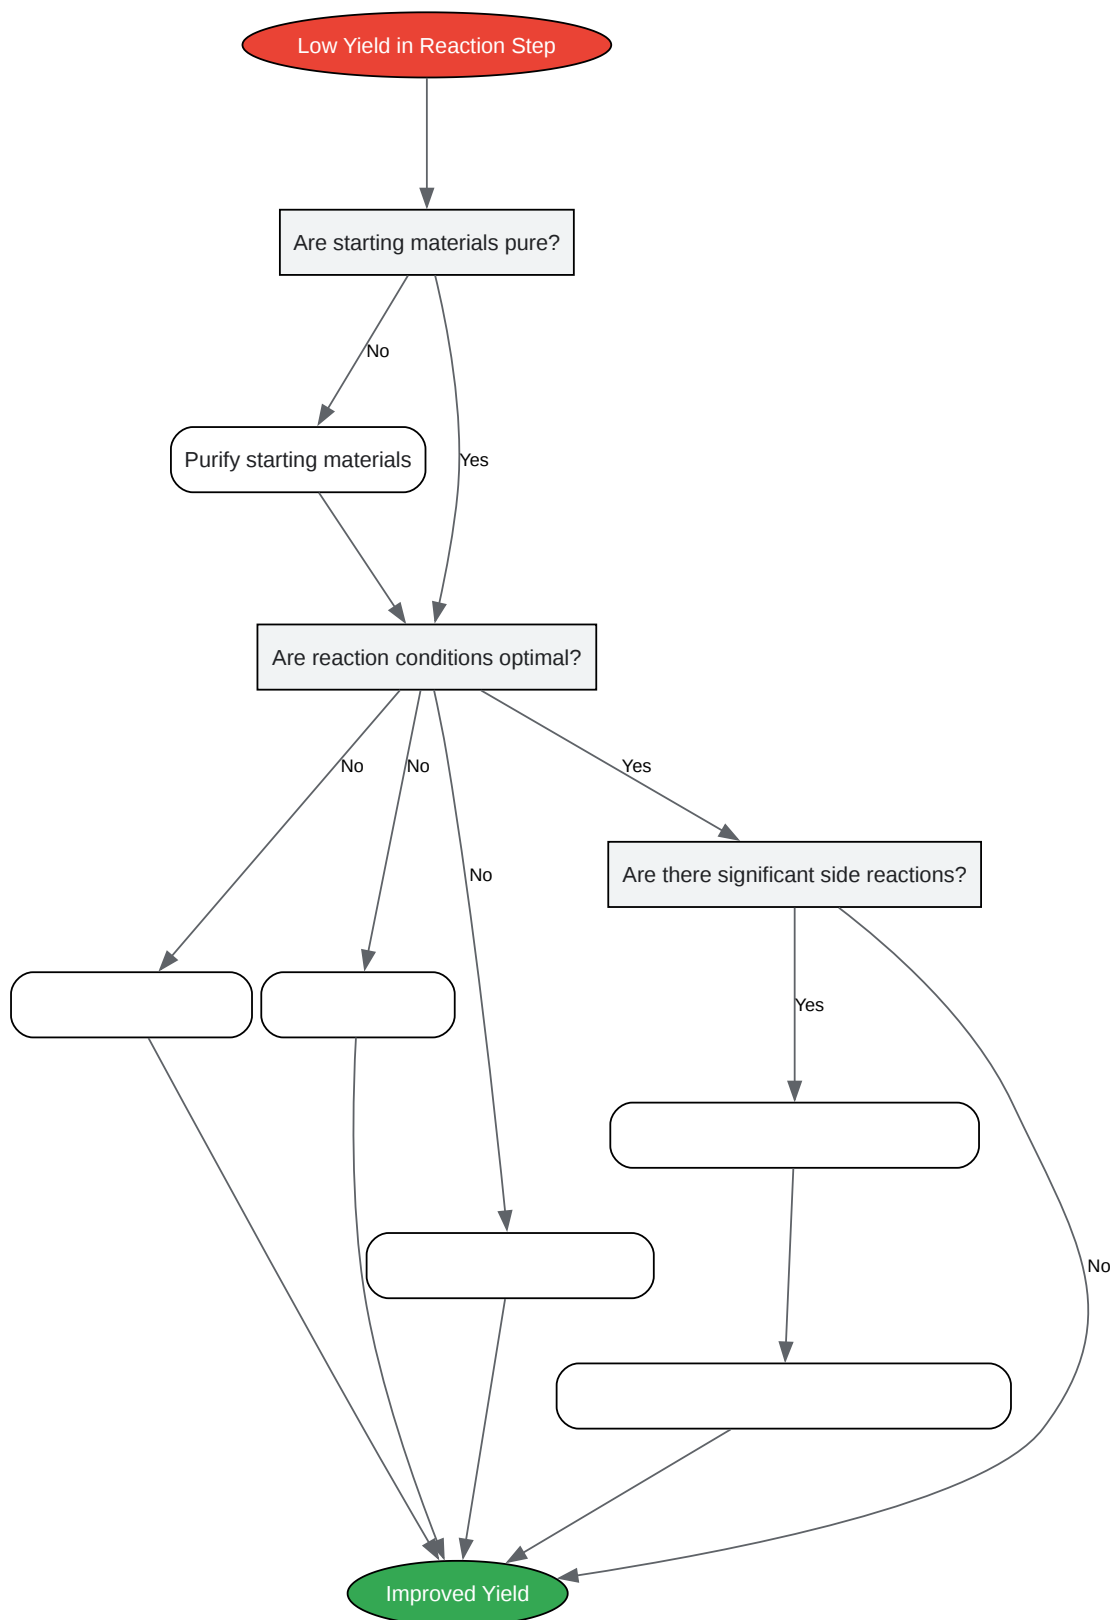 Low Yield in Reaction Step
Are starting materials pure?
No
Purify starting materials
Yes
Are reaction conditions optimal?
No
No
Yes
No
Are there significant side reactions?
Yes
No
Improved Yield